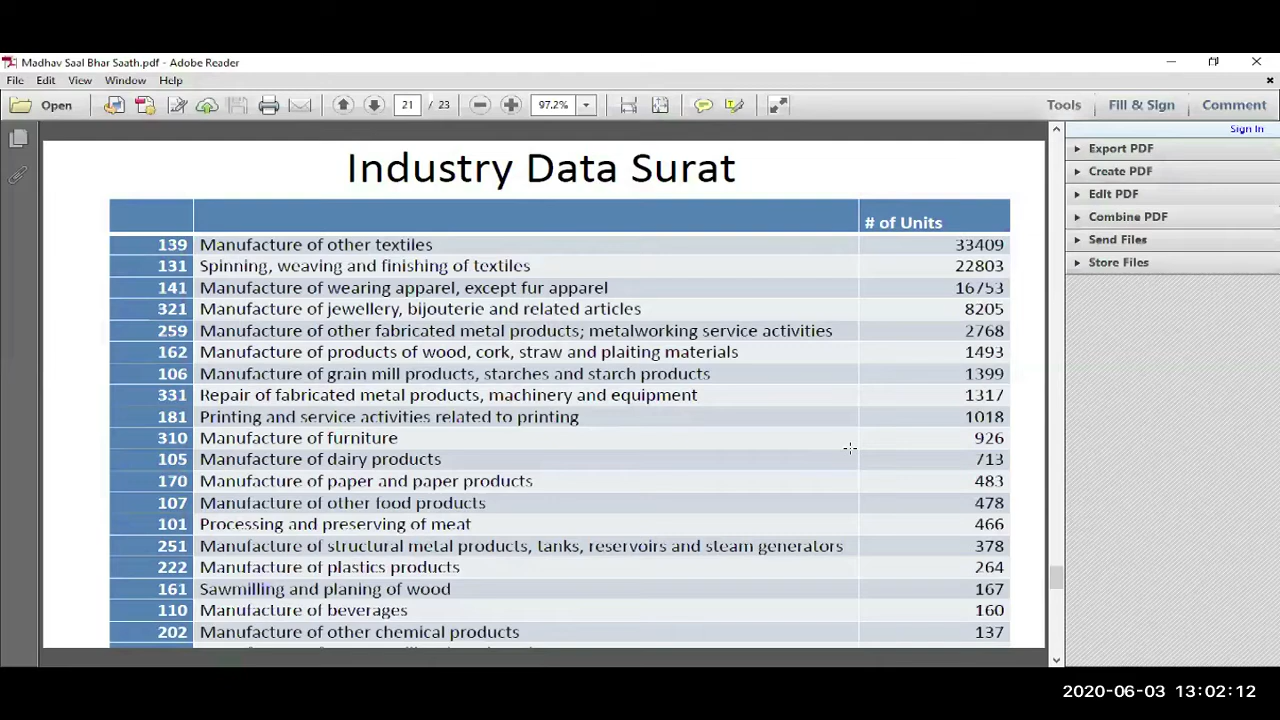 Madhav Saal Bhar Saath.pdf - Adobe Reader
File Edit View Window Help
Open 21 / 23 97.2% Tools Fill & Sign Comment
Sign In
Export PDF
Create PDF
Edit PDF
Combine PDF
Send Files
Store Files
Industry Data Surat
# of Units
139 Manufacture of other textiles 33409
131 Spinning, weaving and finishing of textiles 22803
141 Manufacture of wearing apparel, except fur apparel 16753
321 Manufacture of jewellery, bijouterie and related articles 8205
259 Manufacture of other fabricated metal products; metalworking service activities 2768
162 Manufacture of products of wood, cork, straw and plaiting materials 1493
106 Manufacture of grain mill products, starches and starch products 1399
331 Repair of fabricated metal products, machinery and equipment 1317
181 Printing and service activities related to printing 1018
310 Manufacture of furniture 926
105 Manufacture of dairy products 713
170 Manufacture of paper and paper products 483
107 Manufacture of other food products 478
101 Processing and preserving of meat 466
251 Manufacture of structural metal products, tanks, reservoirs and steam generators 378
222 Manufacture of plastics products 264
161 Sawmilling and planing of wood 167
110 Manufacture of beverages 160
202 Manufacture of other chemical products 137
2020-06-03 13:02:12